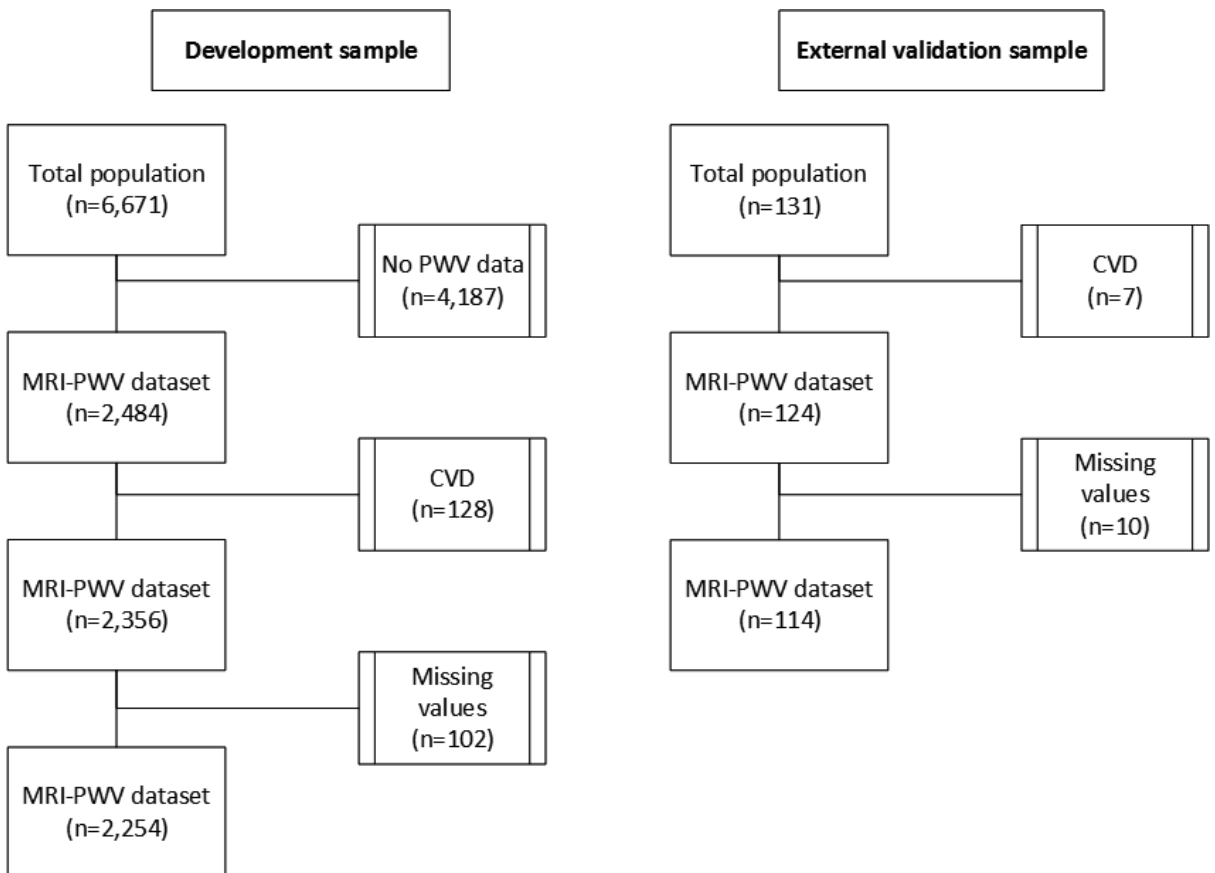 Development sample
Total population
(n=6,671)
No PWV data
(n=4,187)
MRI-PWV dataset
(n=2,484)
CVD
(n=128)
MRI-PWV dataset
(n=2,356)
Missing
values
(n=102)
MRI-PWV dataset
(n=2,254)
External validation sample
Total population
(n=131)
CVD
(n=7)
MRI-PWV dataset
(n=124)
Missing
values
(n=10)
MRI-PWV dataset
(n=114)